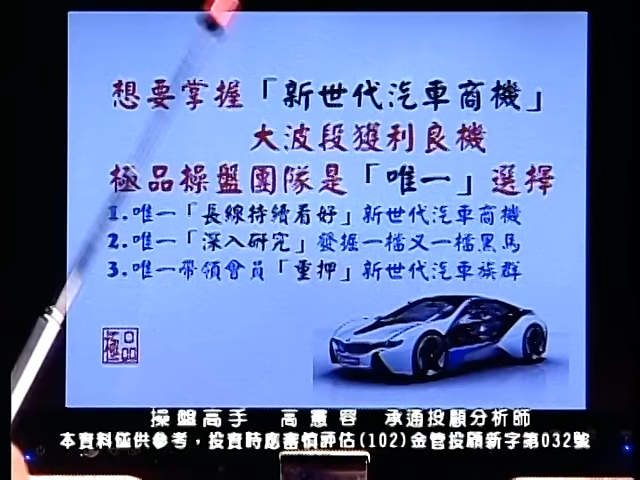 想要掌握「新世代汽車商機」
大波段獲利良機
極品操盤團隊是「唯一」選擇
1.唯一「長線持續看好」新世代汽車商機
2.唯一「深入研究」發掘一檔又一檔黑馬
3.唯一帶領會員「重押」新世代汽車族群
極品
操盤高手 高憲容 承通投顧分析師
本資料僅供參考，投資時應審慎評估(102)金管投顧新字第032號